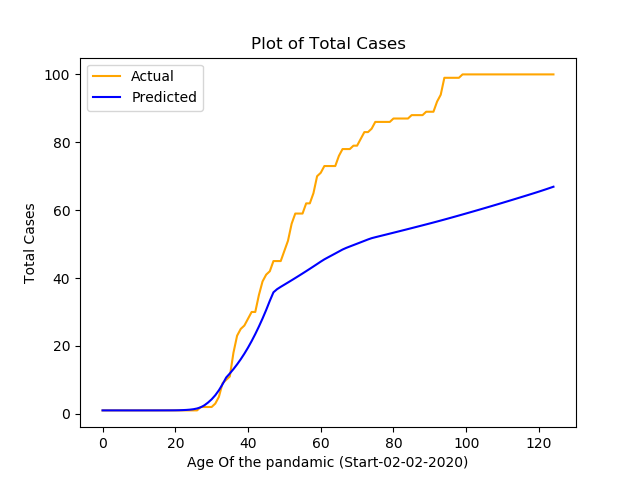 Plot of Total Cases
Actual
Predicted
100
80
60
40
20
0
Total Cases
0 20 40 60 80 100 120
Age Of the pandamic (Start-02-02-2020)